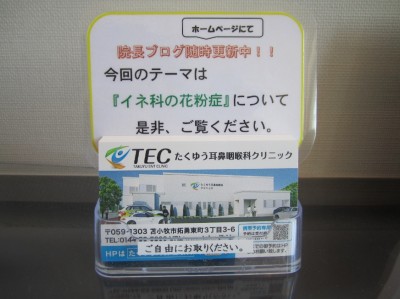 ホームページにて
院長ブログ随時更新中！！
今回のテーマは
『イネ科の花粉症』について
是非、ご覧ください。
TEC たくゆう耳鼻咽喉科クリニック
TAKUYU ENT CLINIC
〒059-1303 苫小牧市拓勇東町3丁目3-6
TEL:0144-
ご自由にお取りください。
HPは